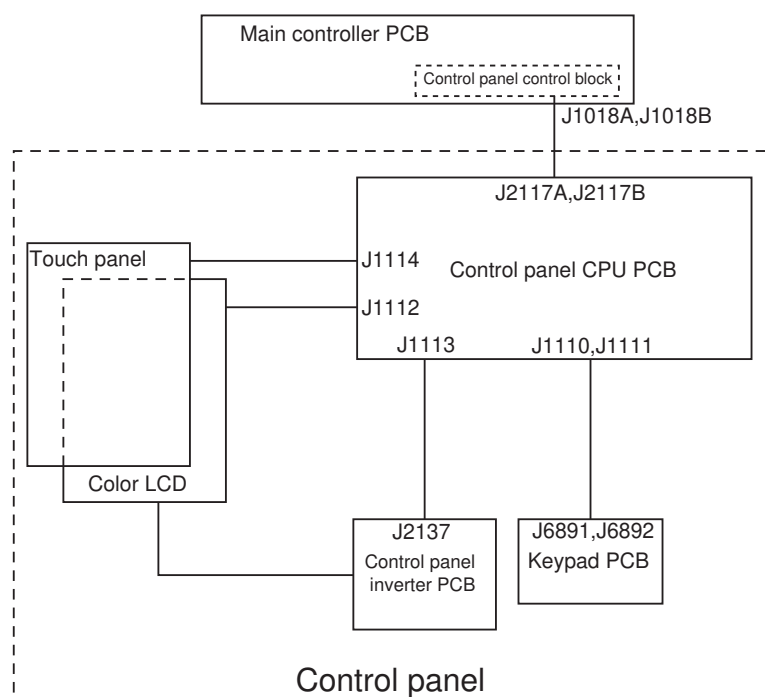 Main controller PCB
Control panel control block
J1018A,J1018B
J2117A,J2117B
Touch panel
J1114
Control panel CPU PCB
J1112
J1113
J1110,J1111
Color LCD
J2137
Control panel
inverter PCB
J6891,J6892
Keypad PCB
Control panel